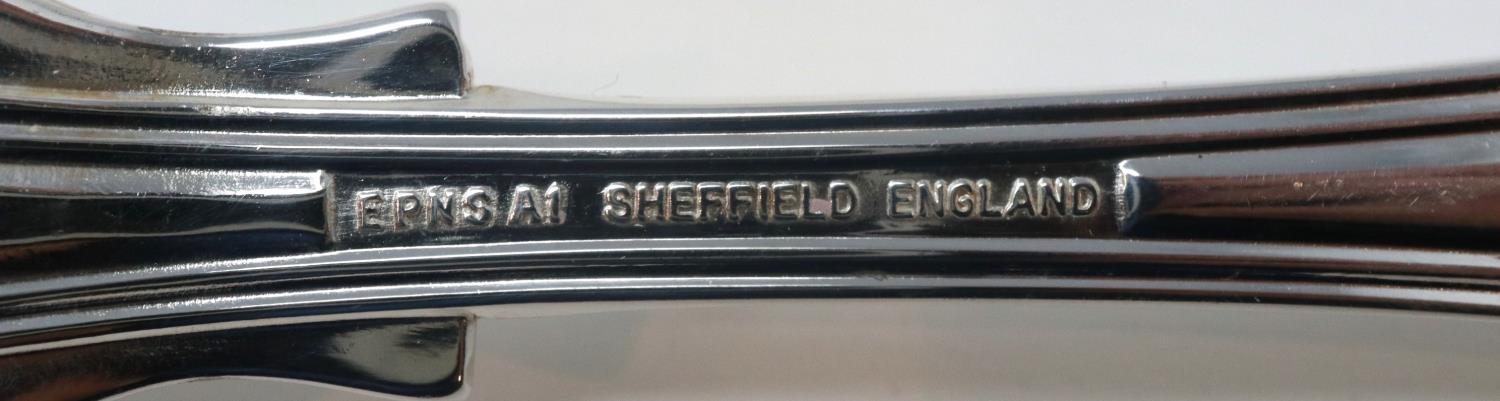 EPNS A1 SHEFFIELD ENGLAND